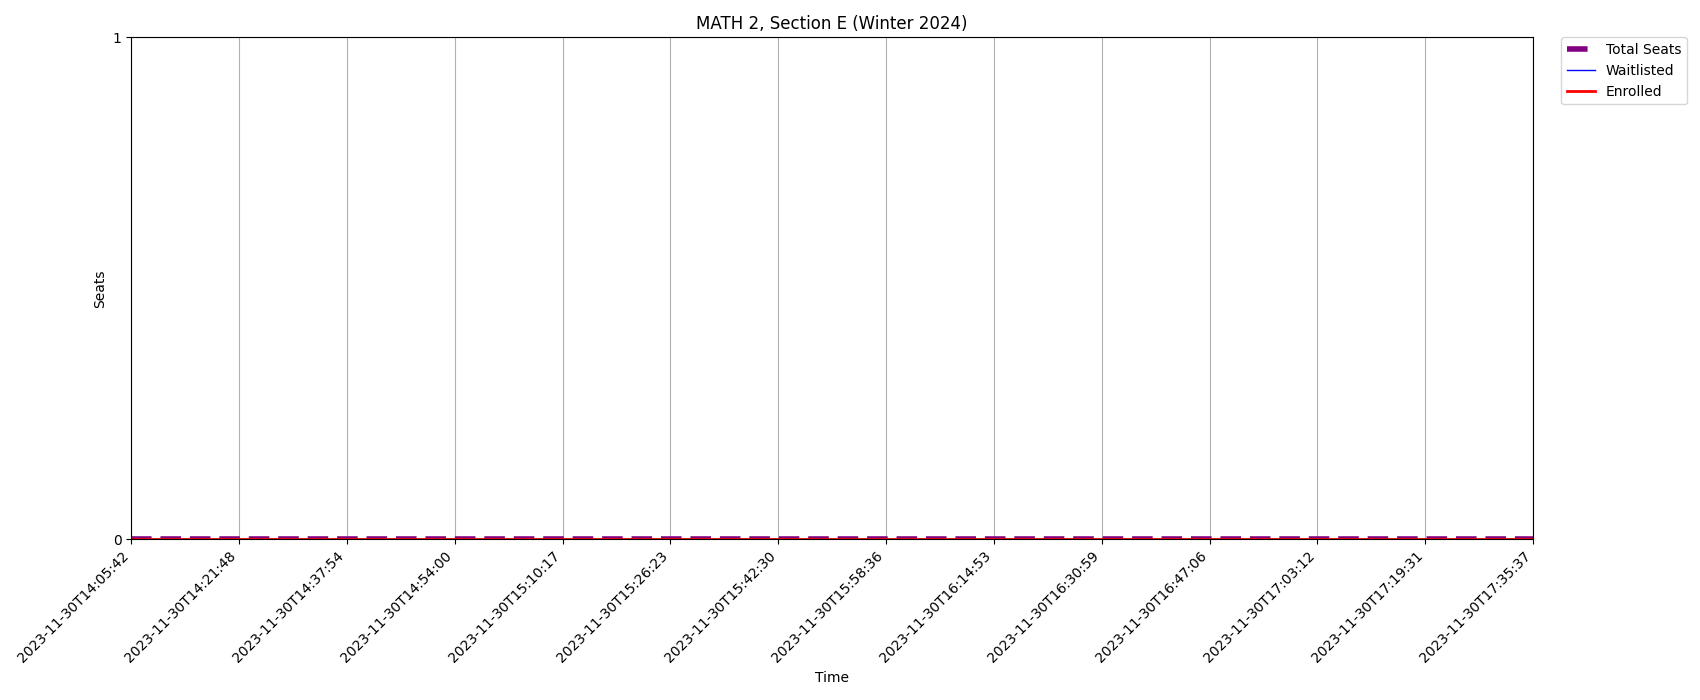 MATH 2, Section E (Winter 2024)
1
Total Seats
Waitlisted
Enrolled
Seats
0
2023-11-30T14:05:42
2023-11-30T14:21:48
2023-11-30T14:37:54
2023-11-30T14:54:00
2023-11-30T15:10:17
2023-11-30T15:26:23
2023-11-30T15:42:30
2023-11-30T15:58:36
2023-11-30T16:14:53
2023-11-30T16:30:59
2023-11-30T16:47:06
2023-11-30T17:03:12
2023-11-30T17:19:31
2023-11-30T17:35:37
Time